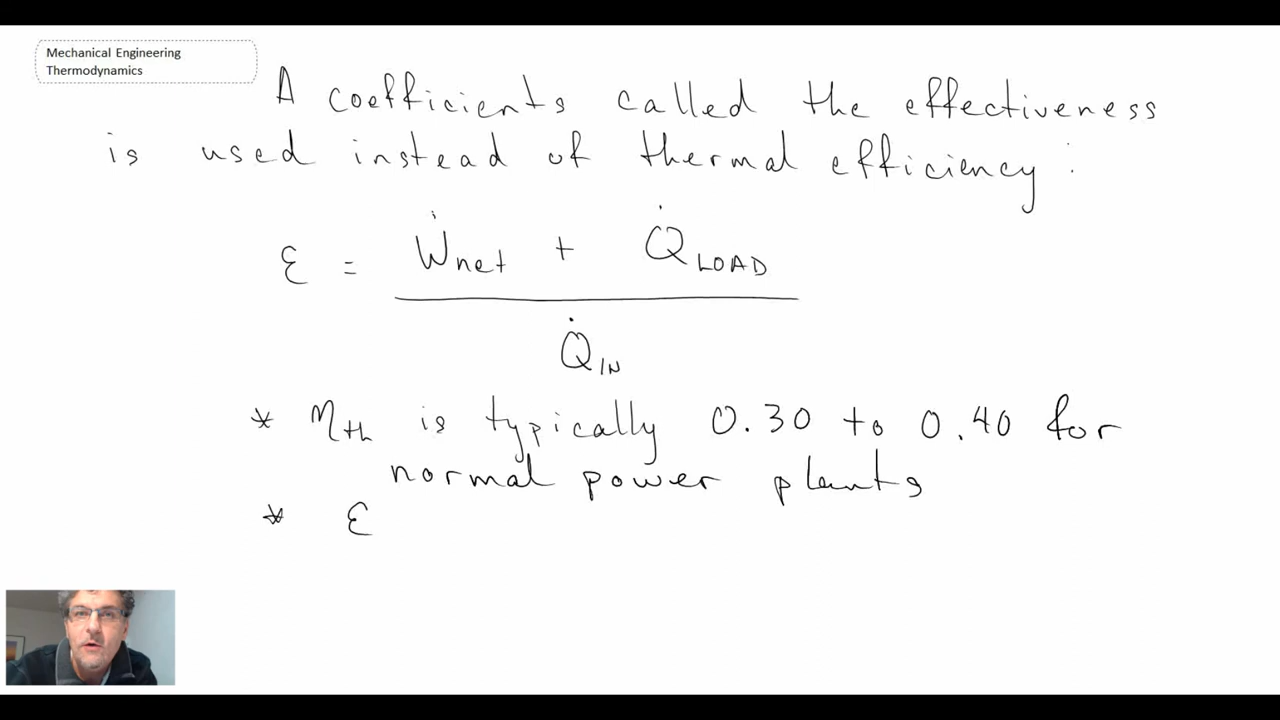 Mechanical Engineering
Thermodynamics
A coefficients called the effectiveness
is used instead of thermal efficiency:
ε = Ẇnet + Q̇LOAD
Q̇IN
* ηth is typically 0.30 to 0.40 for
normal power plants
* ε